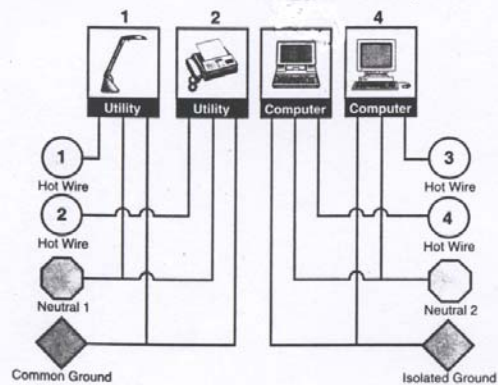 1 2 4
Utility Utility Computer Computer
1
Hot Wire
3
Hot Wire
2
Hot Wire
4
Hot Wire
Neutral 1
Neutral 2
Common Ground
Isolated Ground